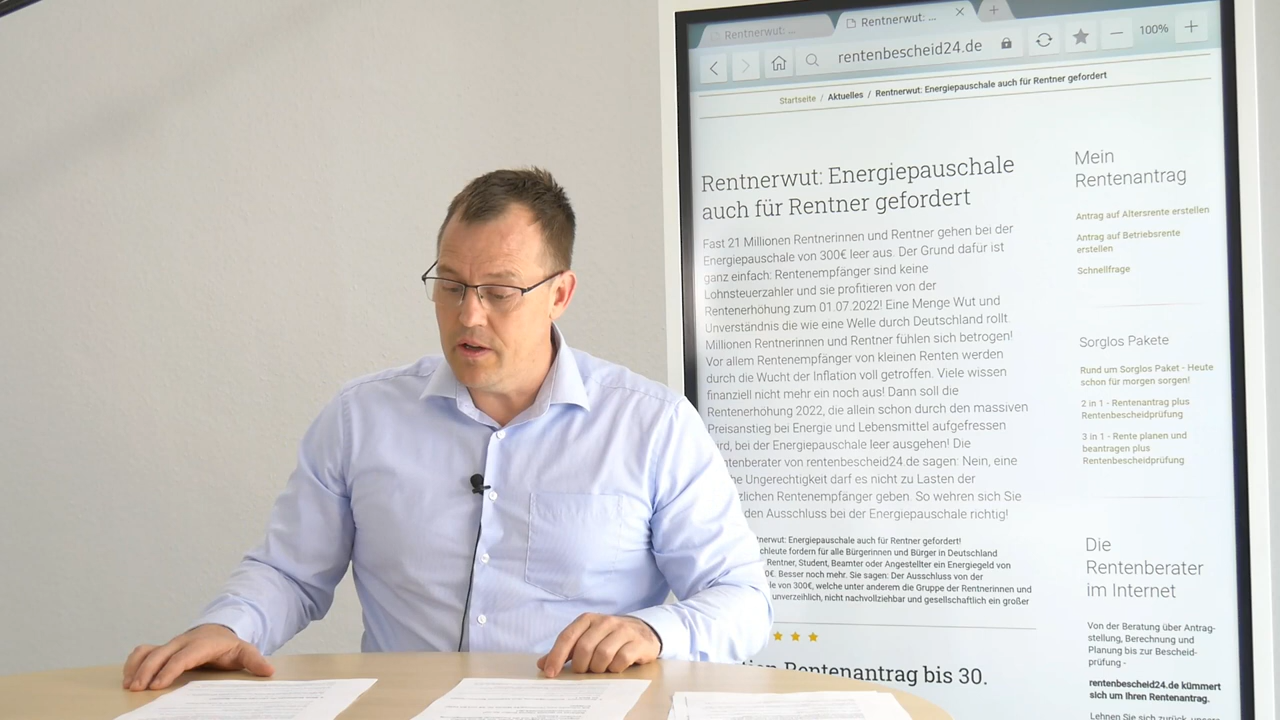 Rentnerwut: ...
Rentnerwut: ...
rentenbescheid24.de
100%
Startseite / Aktuelles / Rentnerwut: Energiepauschale auch für Rentner gefordert
Rentnerwut: Energiepauschale
auch für Rentner gefordert
Fast 21 Millionen Rentnerinnen und Rentner gehen bei der
Energiepauschale von 300€ leer aus. Der Grund dafür ist
ganz einfach: Rentenempfänger sind keine
Lohnsteuerzahler und sie profitieren von der
Rentenerhöhung zum 01.07.2022! Eine Menge Wut und
Unverständnis die wie eine Welle durch Deutschland rollt.
Millionen Rentnerinnen und Rentner fühlen sich betrogen!
Vor allem Rentenempfänger von kleinen Renten werden
durch die Wucht der Inflation voll getroffen. Viele wissen
finanziell nicht mehr ein noch aus! Dann soll die
Rentenerhöhung 2022, die allein schon durch den massiven
Preisanstieg bei Energie und Lebensmittel aufgefressen
bei der Energiepauschale leer ausgehen! Die
von rentenbescheid24.de sagen: Nein, eine
Ungerechtigkeit darf es nicht zu Lasten der
Rentenempfänger geben. So wehren sich Sie
den Ausschluss bei der Energiepauschale richtig!
Energiepauschale auch für Rentner gefordert!
fordern für alle Bürgerinnen und Bürger in Deutschland
Rentner, Student, Beamter oder Angestellter ein Energiegeld von
Besser noch mehr. Sie sagen: Der Ausschluss von der
von 300€, welche unter anderem die Gruppe der Rentnerinnen und
unverzeihlich, nicht nachvollziehbar und gesellschaftlich ein großer
Rentenantrag bis 30.
Mein
Rentenantrag
Antrag auf Altersrente erstellen
Antrag auf Betriebsrente
erstellen
Schnellfrage
Sorglos Pakete
Rund um Sorglos Paket - Heute
schon für morgen sorgen!
2 in 1 - Rentenantrag plus
Rentenbescheidprüfung
3 in 1 - Rente planen und
beantragen plus
Rentenbescheidprüfung
Die
Rentenberater
im Internet
Von der Beratung über Antrag-
stellung, Berechnung und
Planung bis zur Bescheid-
prüfung -
rentenbescheid24.de kümmert
sich um Ihren Rentenantrag.
Lehnen Sie sich zurück